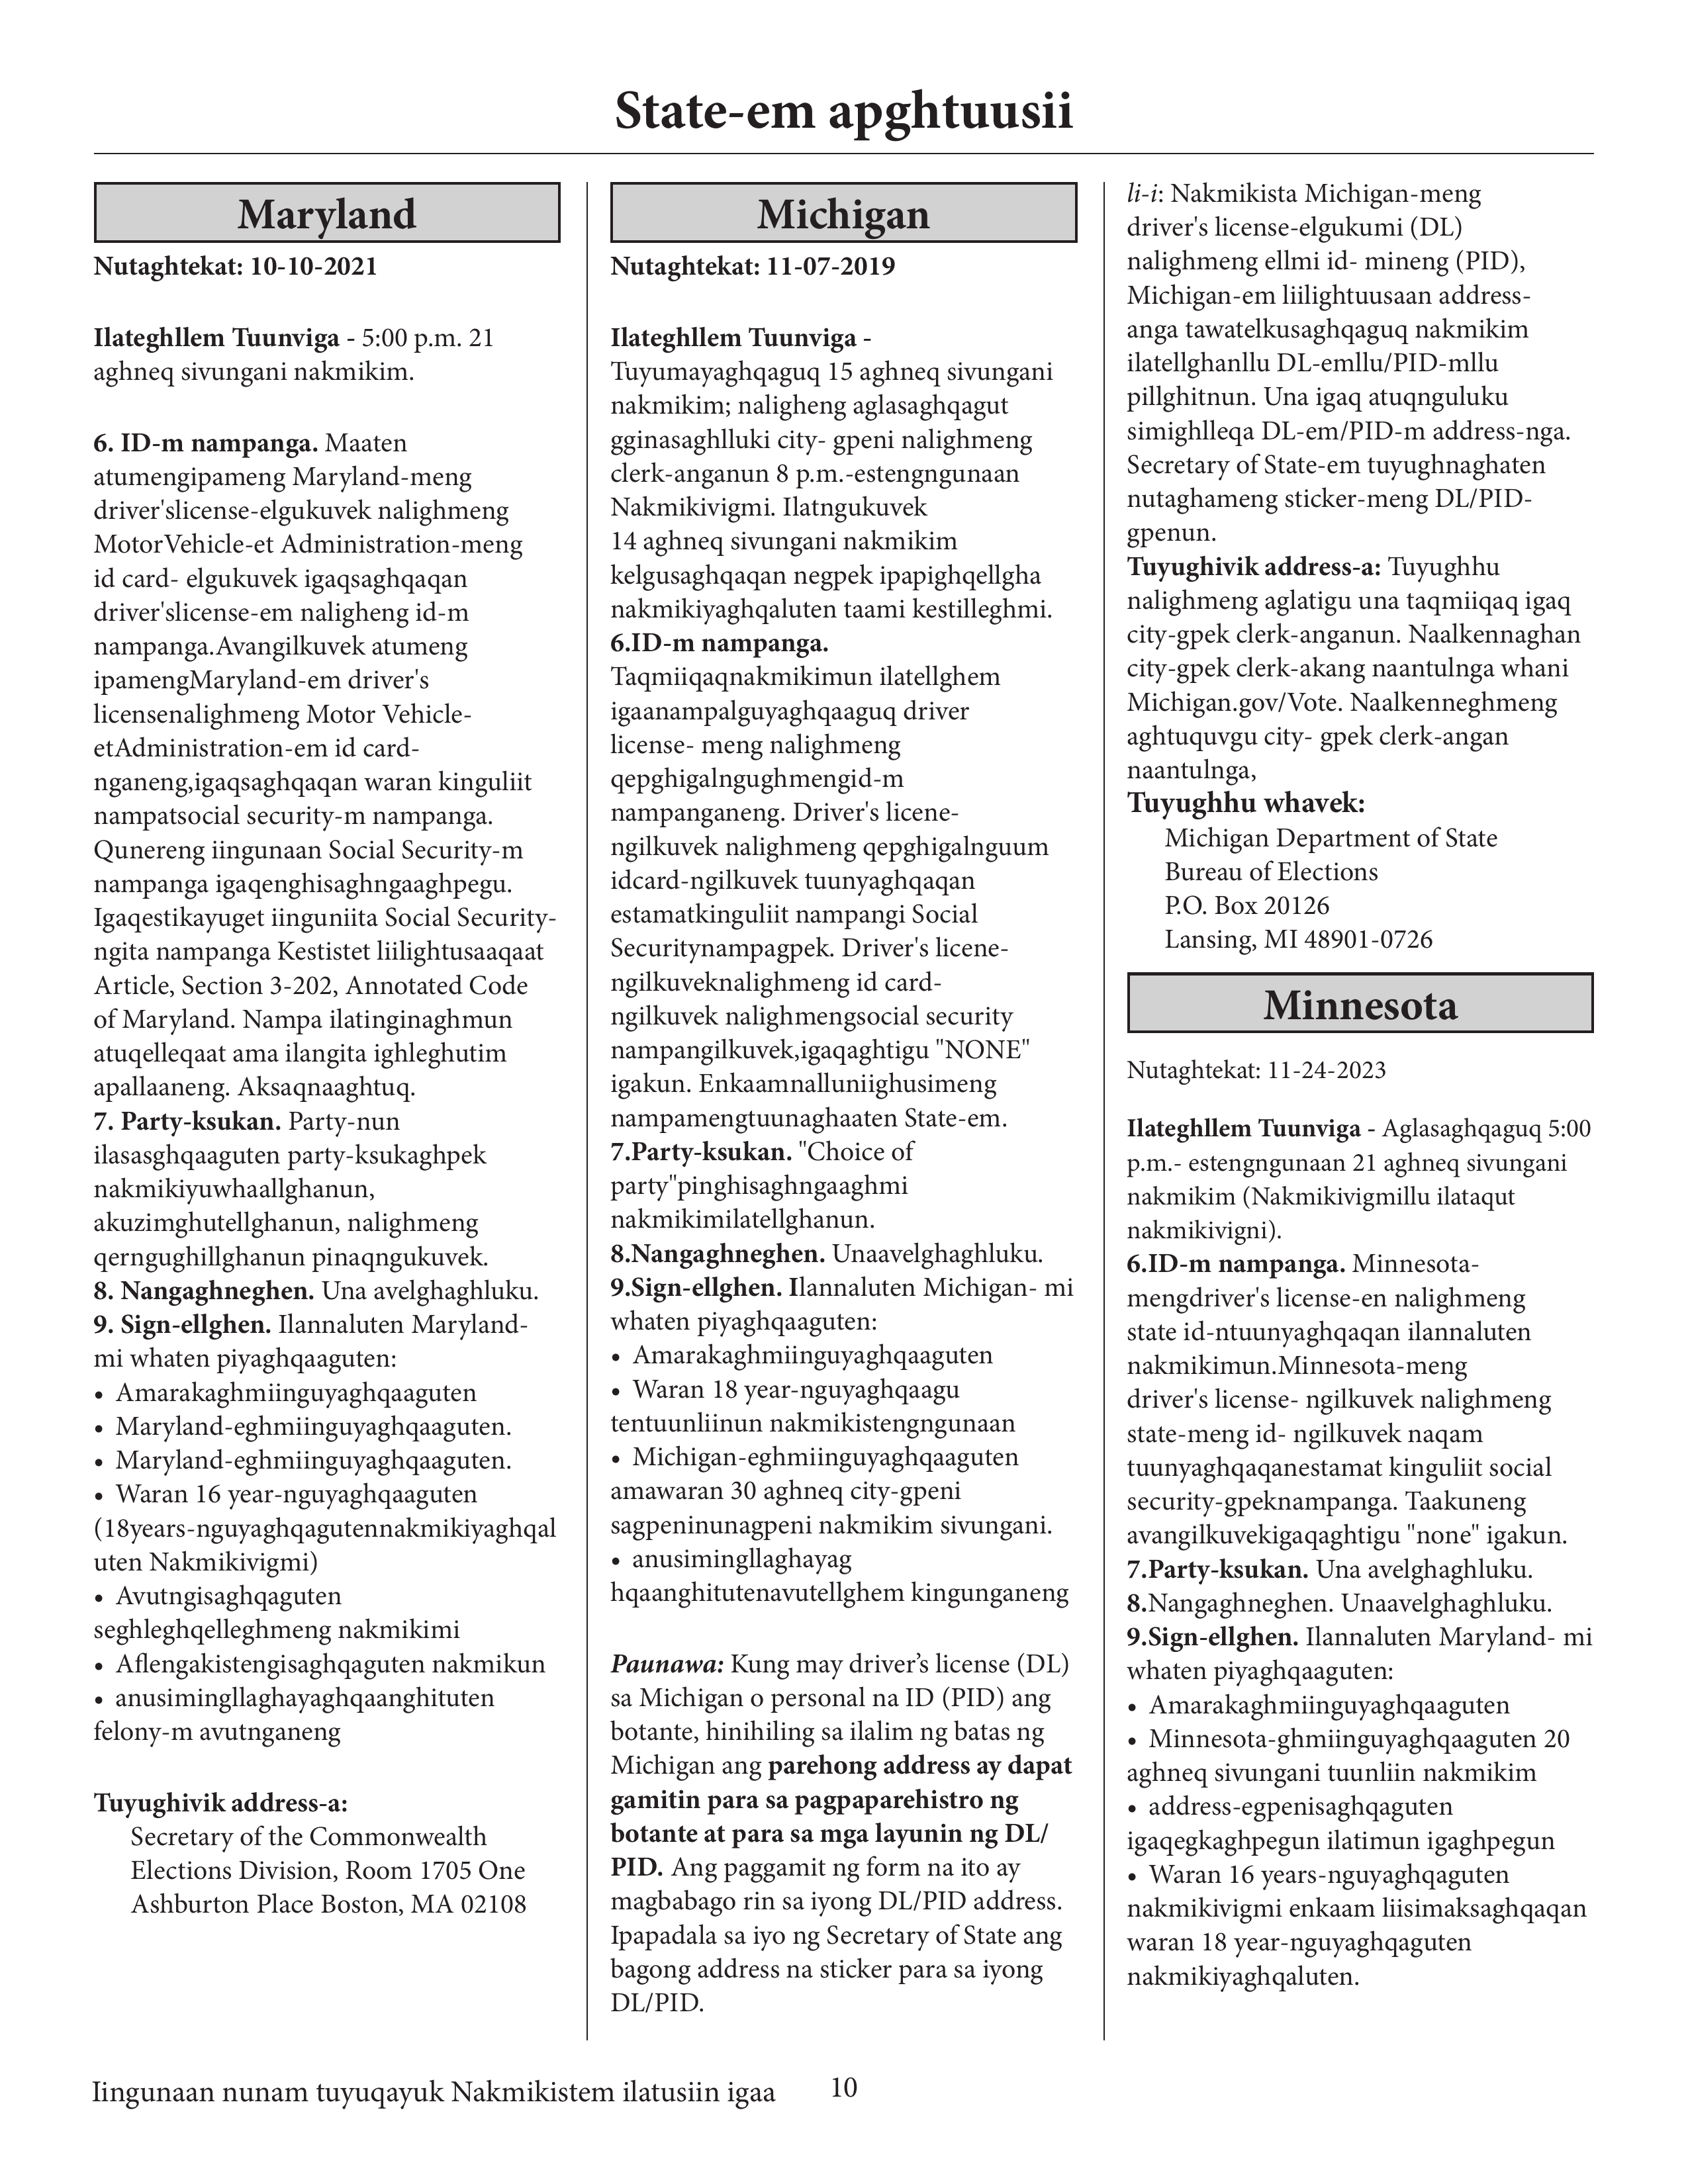 State-em apghtuusii
Maryland
Nutaghtekat: 10-10-2021
Ilateghllem Tuunviga - 5:00 p.m. 21
aghneq sivungani nakmikim.
6. ID-m nampanga. Maaten
atumengipameng Maryland-meng
driver'slicense-elgukuvek nalighmeng
MotorVehicle-et Administration-meng
id card- elgukuvek igaqsaghqaqan
driver'slicense-em naligheng id-m
nampanga.Avangilkuvek atumeng
ipamengMaryland-em driver's
licensenalighmeng Motor Vehicle-
etAdministration-em id card-
nganeng,igaqsaghqaqan waran kinguliit
nampatsocial security-m nampanga.
Qunereng iingunaan Social Security-m
nampanga igaqenghisaghngaaghpegu.
Igaqestikayuget iinguniita Social Security-
ngita nampanga Kestistet liilightusaaqaat
Article, Section 3-202, Annotated Code
of Maryland. Nampa ilatinginaghmun
atuqelleqaat ama ilangita ighleghutim
apallaaneng. Aksaqnaaghtuq.
7. Party-ksukan. Party-nun
ilasasghqaaguten party-ksukaghpek
nakmikiyuwhaallghanun,
akuzimghutellghanun, nalighmeng
qerngughillghanun pinaqngukuvek.
8. Nangaghneghen. Una avelghaghluku.
9. Sign-ellghen. Ilannaluten Maryland-
mi whaten piyaghqaaguten:
• Amarakaghmiinguyaghqaaguten
• Maryland-eghmiinguyaghqaaguten.
• Maryland-eghmiinguyaghqaaguten.
• Waran 16 year-nguyaghqaaguten
(18years-nguyaghqagutennakmikiyaghqal
uten Nakmikivigmi)
• Avutngisaghqaguten
seghleghqelleghmeng nakmikimi
• Aflengakistengisaghqaguten nakmikun
• anusimingllaghayaghqaanghituten
felony-m avutnganeng
Tuyughivik address-a:
Secretary of the Commonwealth
Elections Division, Room 1705 One
Ashburton Place Boston, MA 02108
Michigan
Nutaghtekat: 11-07-2019
Ilateghllem Tuunviga -
Tuyumayaghqaguq 15 aghneq sivungani
nakmikim; naligheng aglasaghqagut
gginasaghlluki city- gpeni nalighmeng
clerk-anganun 8 p.m.-estengngunaan
Nakmikivigmi. Ilatngukuvek
14 aghneq sivungani nakmikim
kelgusaghqaqan negpek ipapighqellgha
nakmikiyaghqaluten taami kestilleghmi.
6.ID-m nampanga.
Taqmiiqaqnakmikimun ilatellghem
igaanampalguyaghqaaguq driver
license- meng nalighmeng
qepghigalngughmengid-m
nampanganeng. Driver's licene-
ngilkuvek nalighmeng qepghigalnguum
idcard-ngilkuvek tuunyaghqaqan
estamatkinguliit nampangi Social
Securitynampagpek. Driver's licene-
ngilkuveknalighmeng id card-
ngilkuvek nalighmengsocial security
nampangilkuvek,igaqaghtigu "NONE"
igakun. Enkaamnalluniighusimeng
nampamengtuunaghaaten State-em.
7.Party-ksukan. "Choice of
party"pinghisaghngaaghmi
nakmikimilatellghanun.
8.Nangaghneghen. Unaavelghaghluku.
9.Sign-ellghen. Ilannaluten Michigan- mi
whaten piyaghqaaguten:
• Amarakaghmiinguyaghqaaguten
• Waran 18 year-nguyaghqaagu
tentuunliinun nakmikistengngunaan
• Michigan-eghmiinguyaghqaaguten
amawaran 30 aghneq city-gpeni
sagpeninunagpeni nakmikim sivungani.
• anusimingllaghayag
hqaanghitutenavutellghem kingunganeng
Paunawa: Kung may driver’s license (DL)
sa Michigan o personal na ID (PID) ang
botante, hinihiling sa ilalim ng batas ng
Michigan ang parehong address ay dapat
gamitin para sa pagpaparehistro ng
botante at para sa mga layunin ng DL/
PID. Ang paggamit ng form na ito ay
magbabago rin sa iyong DL/PID address.
Ipapadala sa iyo ng Secretary of State ang
bagong address na sticker para sa iyong
DL/PID.
li-i: Nakmikista Michigan-meng
driver's license-elgukumi (DL)
nalighmeng ellmi id- mineng (PID),
Michigan-em liilightuusaan address-
anga tawatelkusaghqaguq nakmikim
ilatellghanllu DL-emllu/PID-mllu
pillghitnun. Una igaq atuqnguluku
simighlleqa DL-em/PID-m address-nga.
Secretary of State-em tuyughnaghaten
nutaghameng sticker-meng DL/PID-
gpenun.
Tuyughivik address-a: Tuyughhu
nalighmeng aglatigu una taqmiiqaq igaq
city-gpek clerk-anganun. Naalkennaghan
city-gpek clerk-akang naantulnga whani
Michigan.gov/Vote. Naalkenneghmeng
aghtuquvgu city- gpek clerk-angan
naantulnga,
Tuyughhu whavek:
Michigan Department of State
Bureau of Elections
P.O. Box 20126
Lansing, MI 48901-0726
Minnesota
Nutaghtekat: 11-24-2023
Ilateghllem Tuunviga - Aglasaghqaguq 5:00
p.m.- estengngunaan 21 aghneq sivungani
nakmikim (Nakmikivigmillu ilataqut
nakmikivigni).
6.ID-m nampanga. Minnesota-
mengdriver's license-en nalighmeng
state id-ntuunyaghqaqan ilannaluten
nakmikimun.Minnesota-meng
driver's license- ngilkuvek nalighmeng
state-meng id- ngilkuvek naqam
tuunyaghqaqanestamat kinguliit social
security-gpeknampanga. Taakuneng
avangilkuvekigaqaghtigu "none" igakun.
7.Party-ksukan. Una avelghaghluku.
8.Nangaghneghen. Unaavelghaghluku.
9.Sign-ellghen. Ilannaluten Maryland- mi
whaten piyaghqaaguten:
• Amarakaghmiinguyaghqaaguten
• Minnesota-ghmiinguyaghqaaguten 20
aghneq sivungani tuunliin nakmikim
• address-egpenisaghqaguten
igaqegkaghpegun ilatimun igaghpegun
• Waran 16 years-nguyaghqaguten
nakmikivigmi enkaam liisimaksaghqaqan
waran 18 year-nguyaghqaguten
nakmikiyaghqaluten.
Iingunaan nunam tuyuqayuk Nakmikistem ilatusiin igaa 10